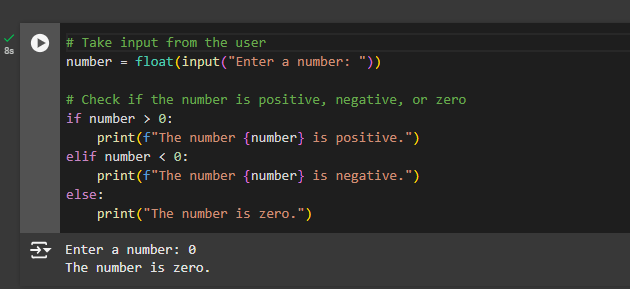 # Take input from the user
8s
number = float(input("Enter a number: "))
# Check if the number is positive, negative, or zero
if number > 0:
    print(f"The number {number} is positive.")
elif number < 0:
    print(f"The number {number} is negative.")
else:
    print("The number is zero.")
Enter a number: 0
The number is zero.